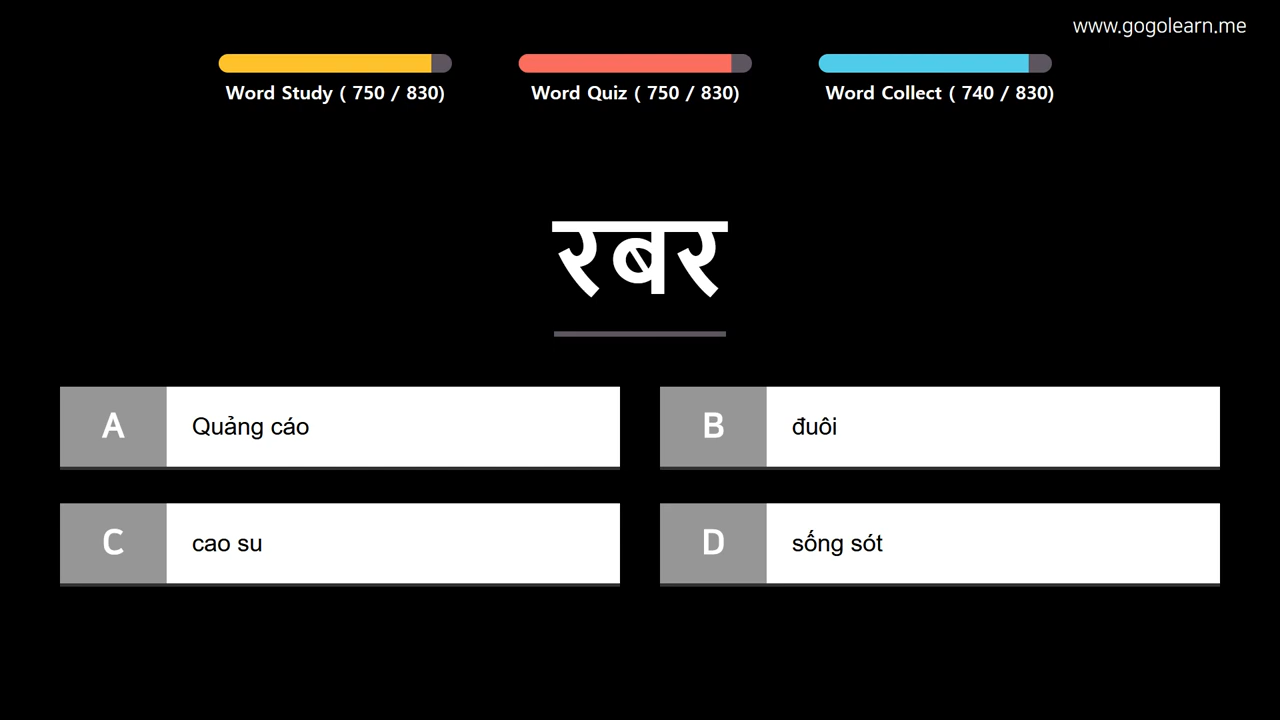 www.gogolearn.me
Word Study ( 750 / 830)
Word Quiz ( 750 / 830)
Word Collect ( 740 / 830)
रबर
A Quảng cáo
B đuôi
C cao su
D sống sót